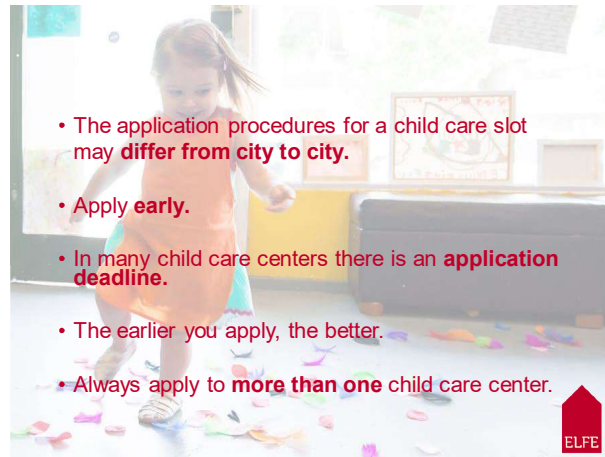 • The application procedures for a child care slot
may differ from city to city.
• Apply early.
• In many child care centers there is an application
deadline.
• The earlier you apply, the better.
• Always apply to more than one child care center.
ELFE